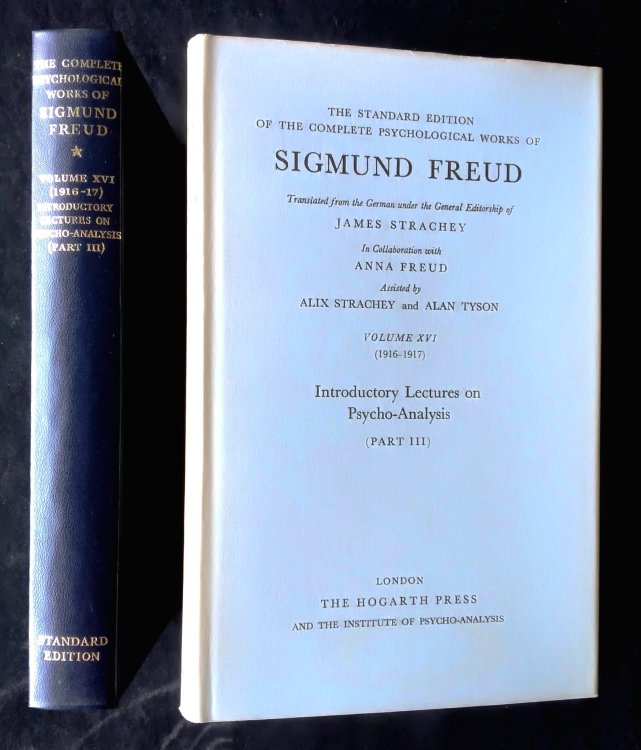 THE COMPLETE
PSYCHOLOGICAL
WORKS OF
SIGMUND
FREUD
VOLUME XVI
(1916-17)
INTRODUCTORY
LECTURES ON
PSYCHO-ANALYSIS
(PART III)
STANDARD
EDITION
THE STANDARD EDITION
OF THE COMPLETE PSYCHOLOGICAL WORKS OF
SIGMUND FREUD
Translated from the German under the General Editorship of
JAMES STRACHEY
In Collaboration with
ANNA FREUD
Assisted by
ALIX STRACHEY and ALAN TYSON
VOLUME XVI
(1916-1917)
Introductory Lectures on
Psycho-Analysis
(PART III)
LONDON
THE HOGARTH PRESS
AND THE INSTITUTE OF PSYCHO-ANALYSIS